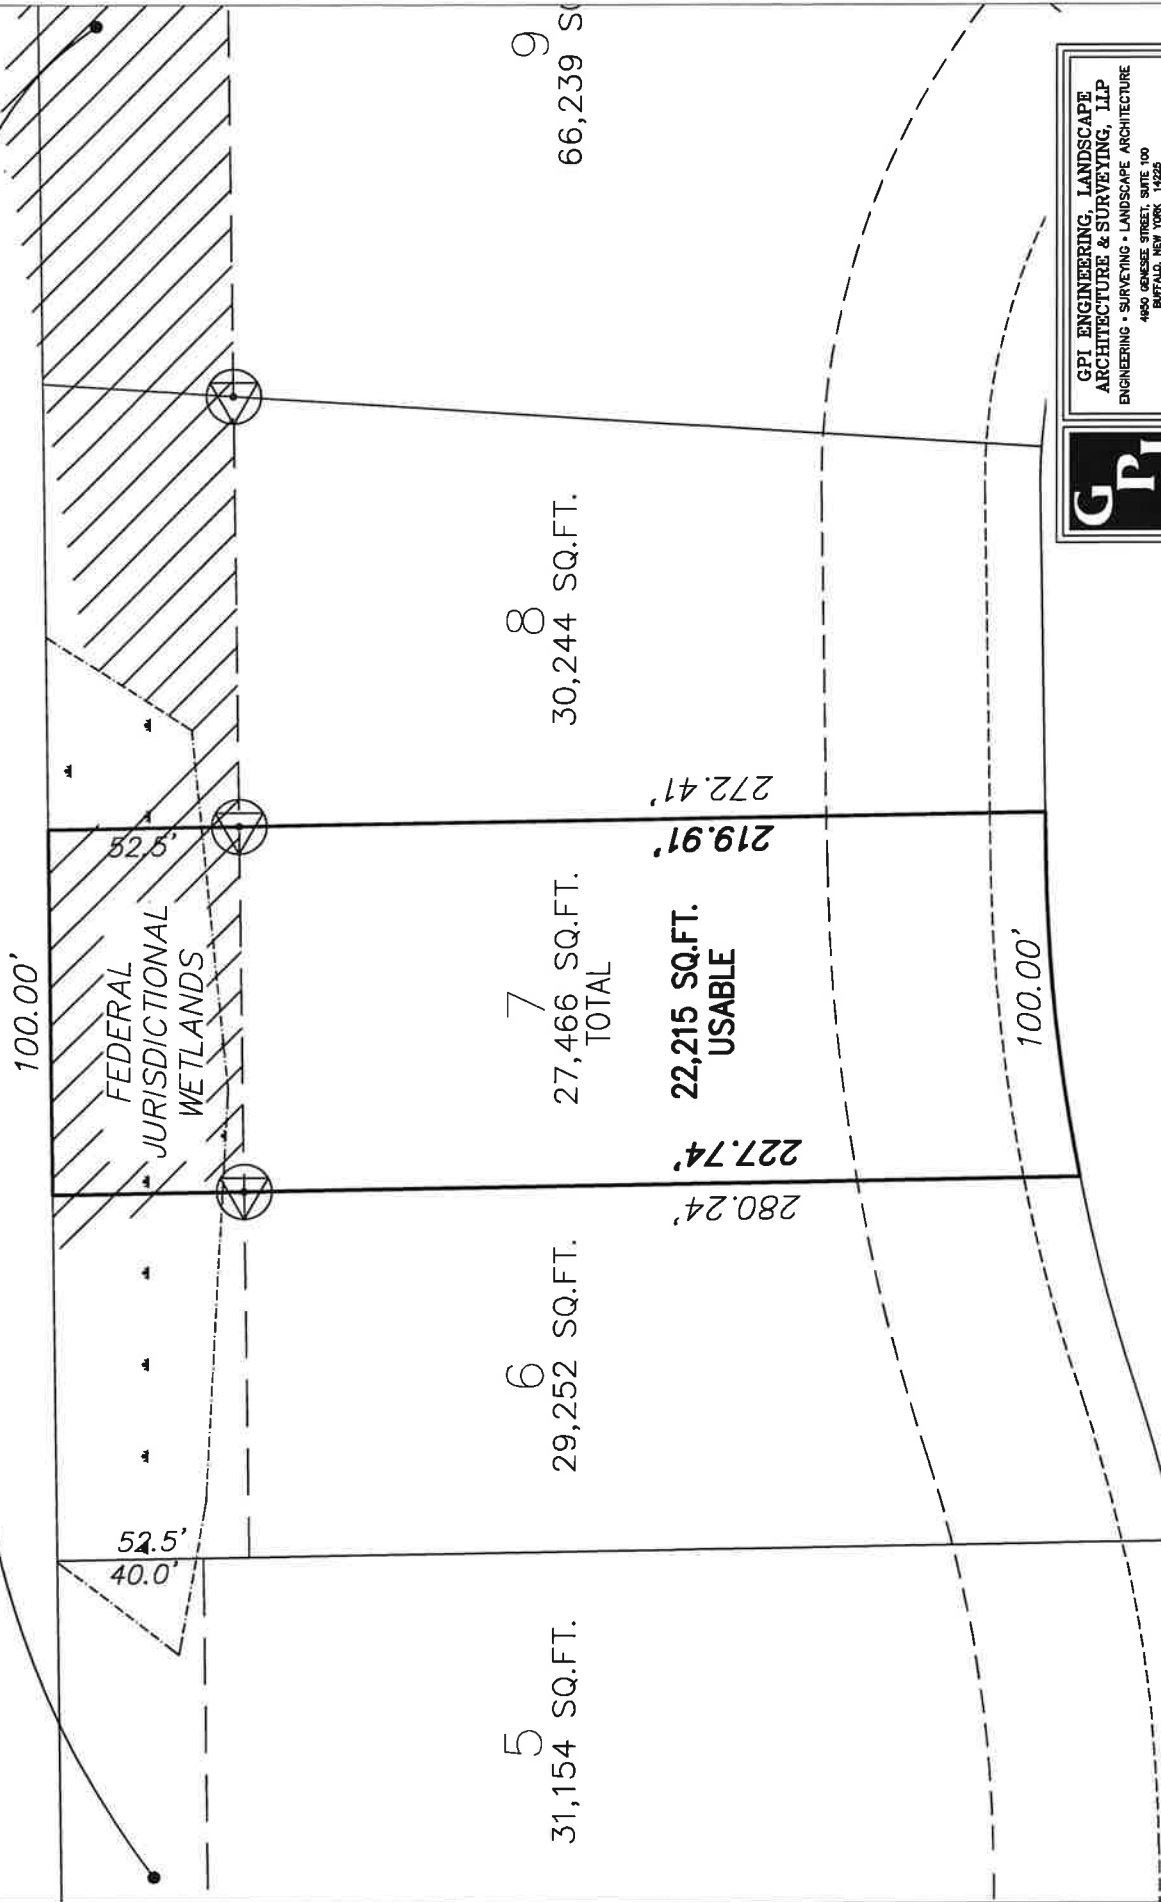 100.00'
FEDERAL
JURISDICTIONAL
WETLANDS
52.5'
52.5'
40.0'
5
31,154 SQ.FT.
6
29,252 SQ.FT.
7
27,466 SQ.FT.
TOTAL
22,215 SQ.FT.
USABLE
8
30,244 SQ.FT.
9
66,239 S
280.24'
227.74'
219.91'
272.41'
100.00'
GPI
GPI ENGINEERING, LANDSCAPE
ARCHITECTURE & SURVEYING, LLP
ENGINEERING • SURVEYING • LANDSCAPE ARCHITECTURE
4950 GENESEE STREET, SUITE 100
BUFFALO, NEW YORK 14225